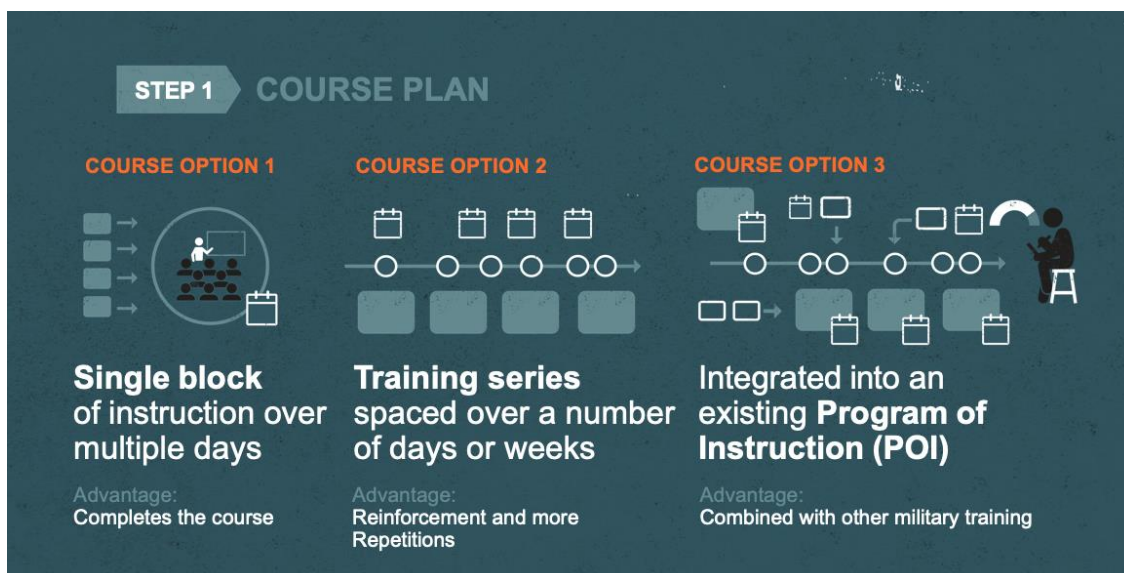 STEP 1 COURSE PLAN
COURSE OPTION 1
Single block
of instruction over
multiple days
Advantage:
Completes the course
COURSE OPTION 2
Training series
spaced over a number
of days or weeks
Advantage:
Reinforcement and more
Repetitions
COURSE OPTION 3
Integrated into an
existing Program of
Instruction (POI)
Advantage:
Combined with other military training